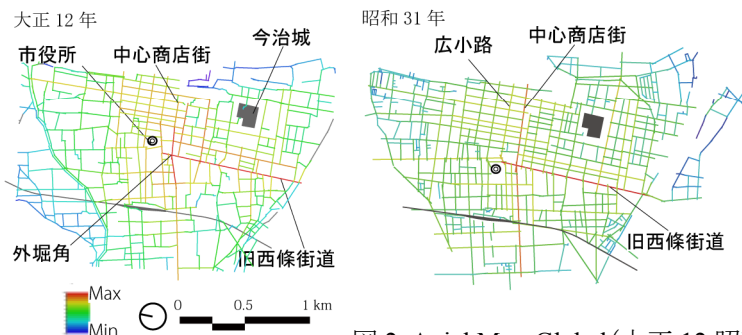 大正 12 年
市役所
中心商店街
今治城
外堀角
旧西條街道
Max
Min
0 0.5 1 km
昭和 31 年
広小路
中心商店街
旧西條街道